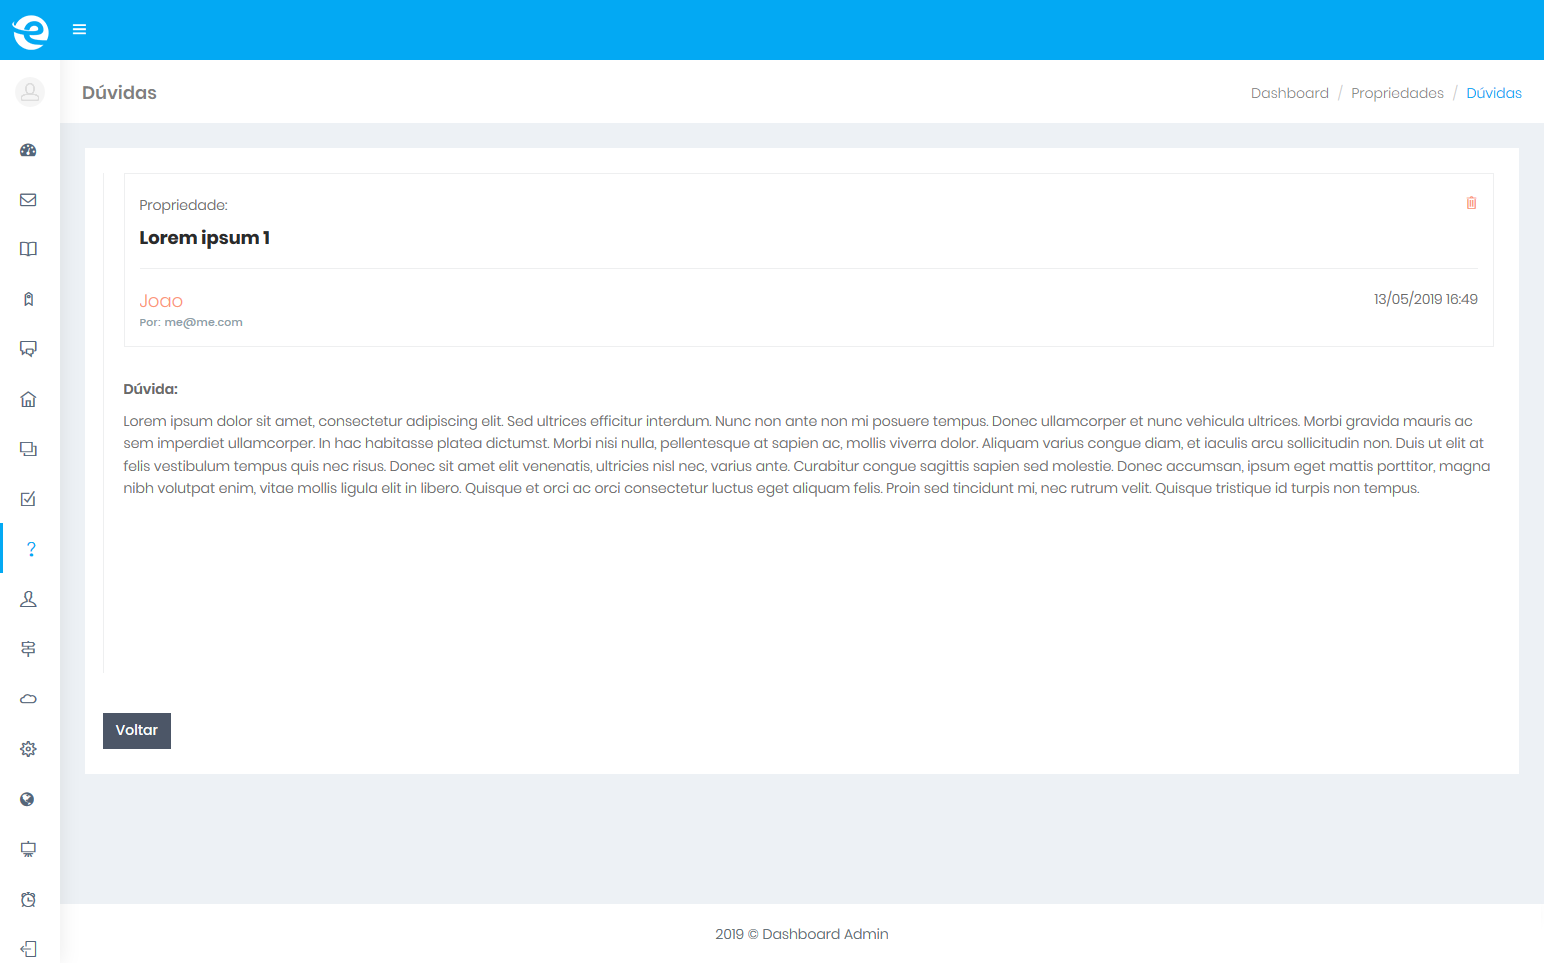 Dúvidas
Dashboard / Propriedades / Dúvidas
Propriedade:
Lorem ipsum 1
Joao
13/05/2019 16:49
Por: me@me.com
Dúvida:
Lorem ipsum dolor sit amet, consectetur adipiscing elit. Sed ultrices efficitur interdum. Nunc non ante non mi posuere tempus. Donec ullamcorper et nunc vehicula ultrices. Morbi gravida mauris ac
sem imperdiet ullamcorper. In hac habitasse platea dictumst. Morbi nisi nulla, pellentesque at sapien ac, mollis viverra dolor. Aliquam varius congue diam, et iaculis arcu sollicitudin non. Duis ut elit at
felis vestibulum tempus quis nec risus. Donec sit amet elit venenatis, ultricies nisl nec, varius ante. Curabitur congue sagittis sapien sed molestie. Donec accumsan, ipsum eget mattis porttitor, magna
nibh volutpat enim, vitae mollis ligula elit in libero. Quisque et orci ac orci consectetur luctus eget aliquam felis. Proin sed tincidunt mi, nec rutrum velit. Quisque tristique id turpis non tempus.
Voltar
2019 © Dashboard Admin